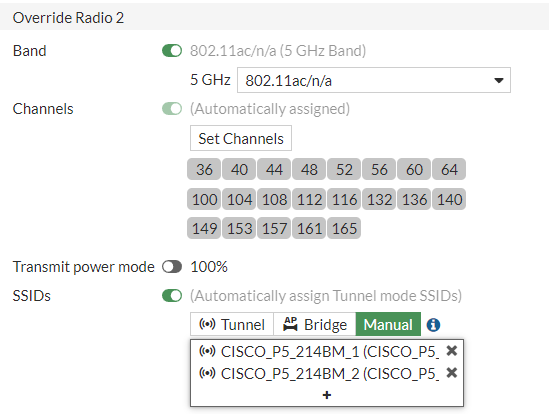 Override Radio 2
Band 802.11ac/n/a (5 GHz Band)
5 GHz 802.11ac/n/a
Channels (Automatically assigned)
Set Channels
36 40 44 48 52 56 60 64
100 104 108 112 116 132 136 140
149 153 157 161 165
Transmit power mode 100%
SSIDs (Automatically assign Tunnel mode SSIDs)
Tunnel AP Bridge Manual
CISCO_P5_214BM_1 (CISCO_P5_
CISCO_P5_214BM_2 (CISCO_P5_
+